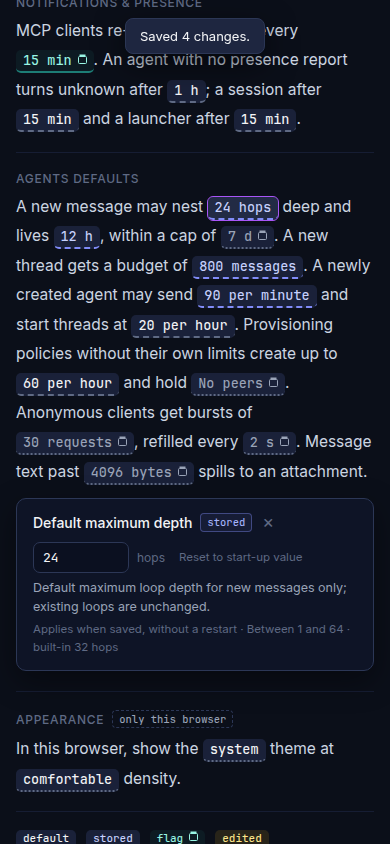 NOTIFICATIONS & PRESENCE
MCP clients re- every
Saved 4 changes.
15 min. An agent with no presence report
turns unknown after 1 h; a session after
15 min and a launcher after 15 min.
AGENTS DEFAULTS
A new message may nest 24 hops deep and
lives 12 h, within a cap of 7 d. A new
thread gets a budget of 800 messages. A newly
created agent may send 90 per minute and
start threads at 20 per hour. Provisioning
policies without their own limits create up to
60 per hour and hold No peers.
Anonymous clients get bursts of
30 requests, refilled every 2 s. Message
text past 4096 bytes spills to an attachment.
Default maximum depth stored ×
24 hops Reset to start-up value
Default maximum loop depth for new messages only;
existing loops are unchanged.
Applies when saved, without a restart · Between 1 and 64 ·
built-in 32 hops
APPEARANCE only this browser
In this browser, show the system theme at
comfortable density.
default stored flag edited